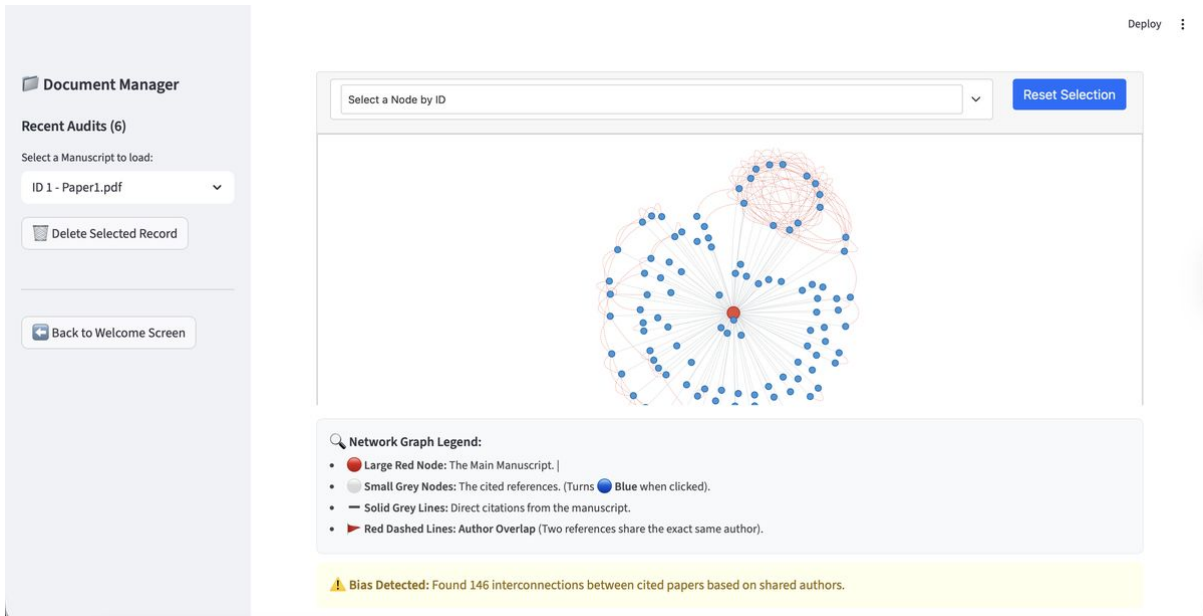 Deploy
Document Manager
Recent Audits (6)
Select a Manuscript to load:
ID 1 - Paper1.pdf
Delete Selected Record
Back to Welcome Screen
Select a Node by ID
Reset Selection
Network Graph Legend:
Large Red Node: The Main Manuscript. |
Small Grey Nodes: The cited references. (Turns Blue when clicked).
Solid Grey Lines: Direct citations from the manuscript.
Red Dashed Lines: Author Overlap (Two references share the exact same author).
Bias Detected: Found 146 interconnections between cited papers based on shared authors.